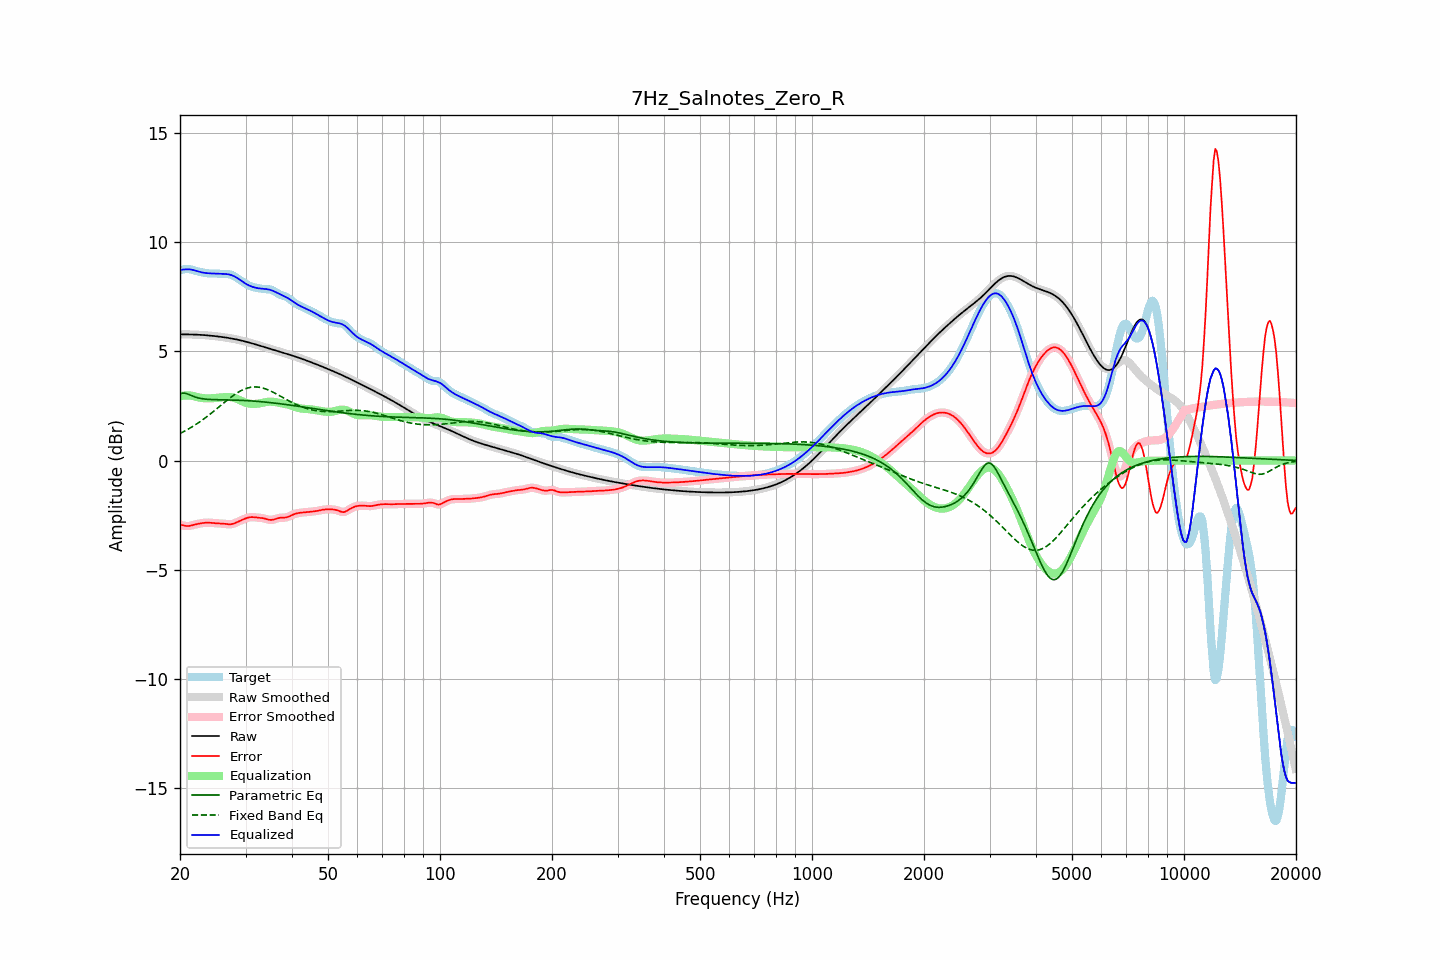 7Hz_Salnotes_Zero_R
Amplitude (dBr)
15
10
5
0
−5
−10
−15
Target
Raw Smoothed
Error Smoothed
Raw
Error
Equalization
Parametric Eq
Fixed Band Eq
Equalized
20
50
100
200
500
1000
2000
5000
10000
20000
Frequency (Hz)